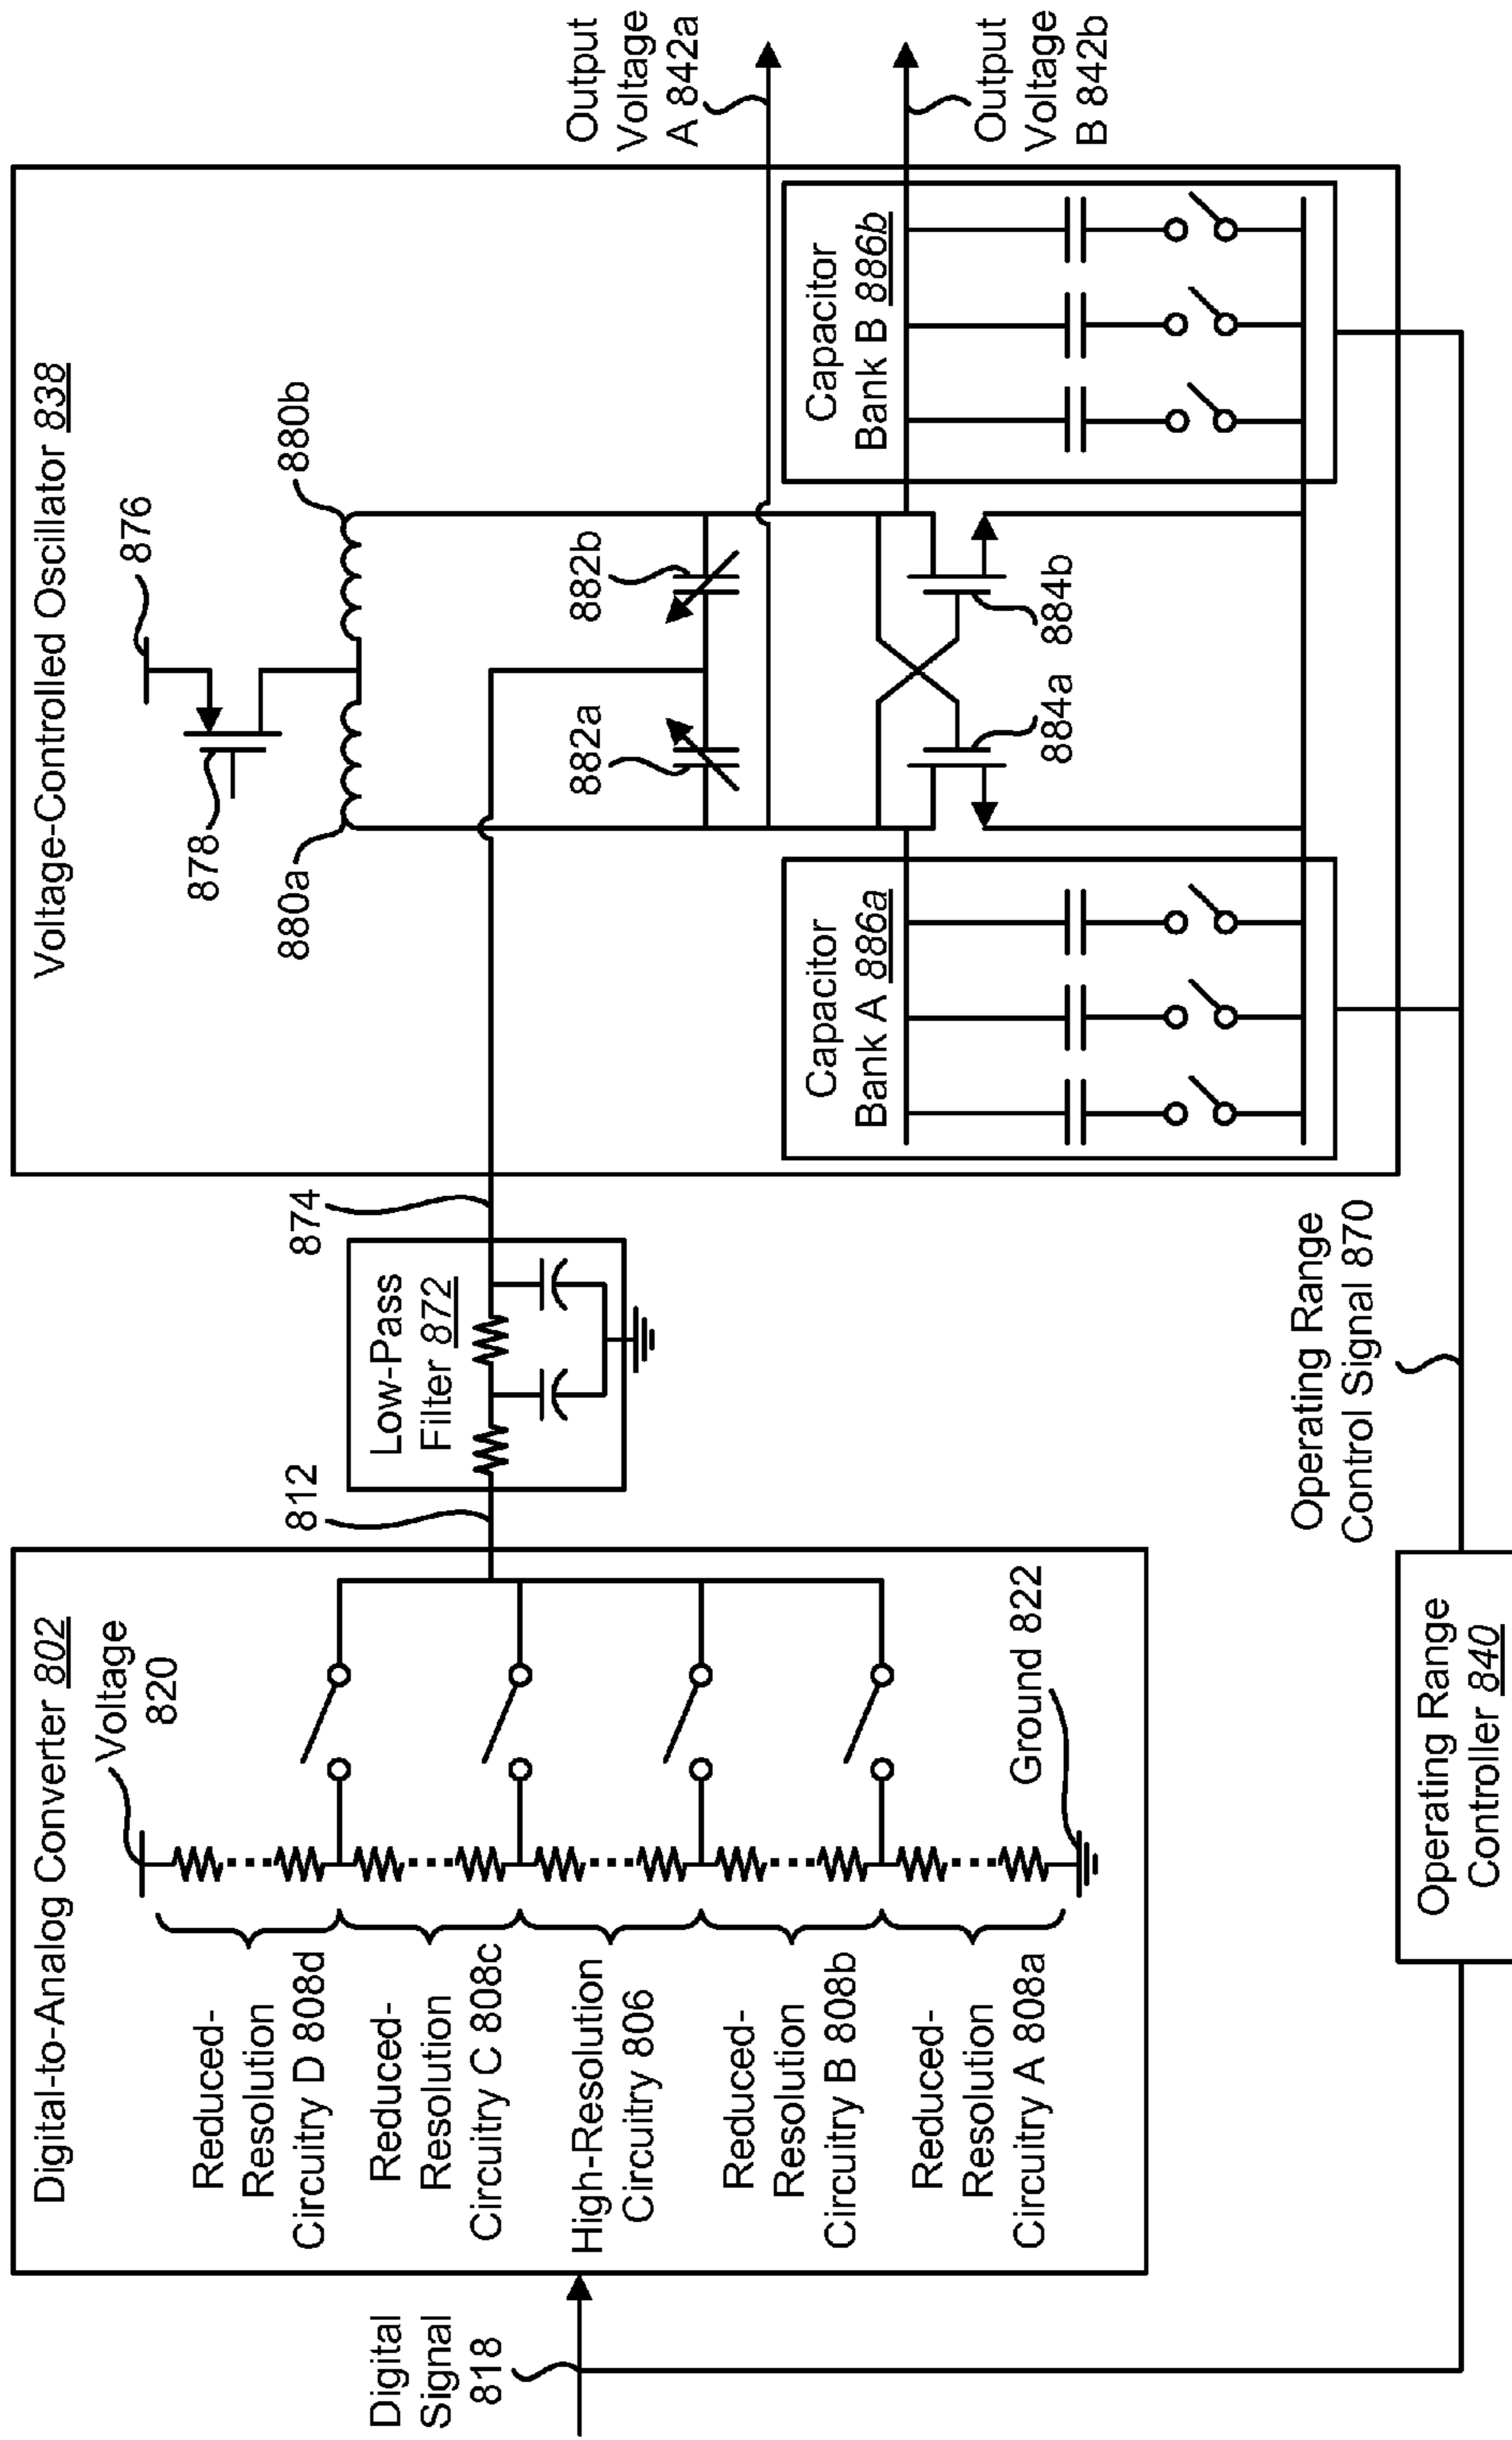 Digital-to-Analog Converter 802
Voltage
820
Reduced-
Resolution
Circuitry D 808d
Reduced-
Resolution
Circuitry C 808c
High-Resolution
Circuitry 806
Reduced-
Resolution
Circuitry B 808b
Reduced-
Resolution
Circuitry A 808a
Ground 822
Digital
Signal
818
812
Low-Pass
Filter 872
874
Operating Range
Controller 840
Operating Range
Control Signal 870
Voltage-Controlled Oscillator 838
876
878
880a
880b
882a
882b
884a
884b
Capacitor
Bank A 886a
Capacitor
Bank B 886b
Output
Voltage
A 842a
Output
Voltage
B 842b